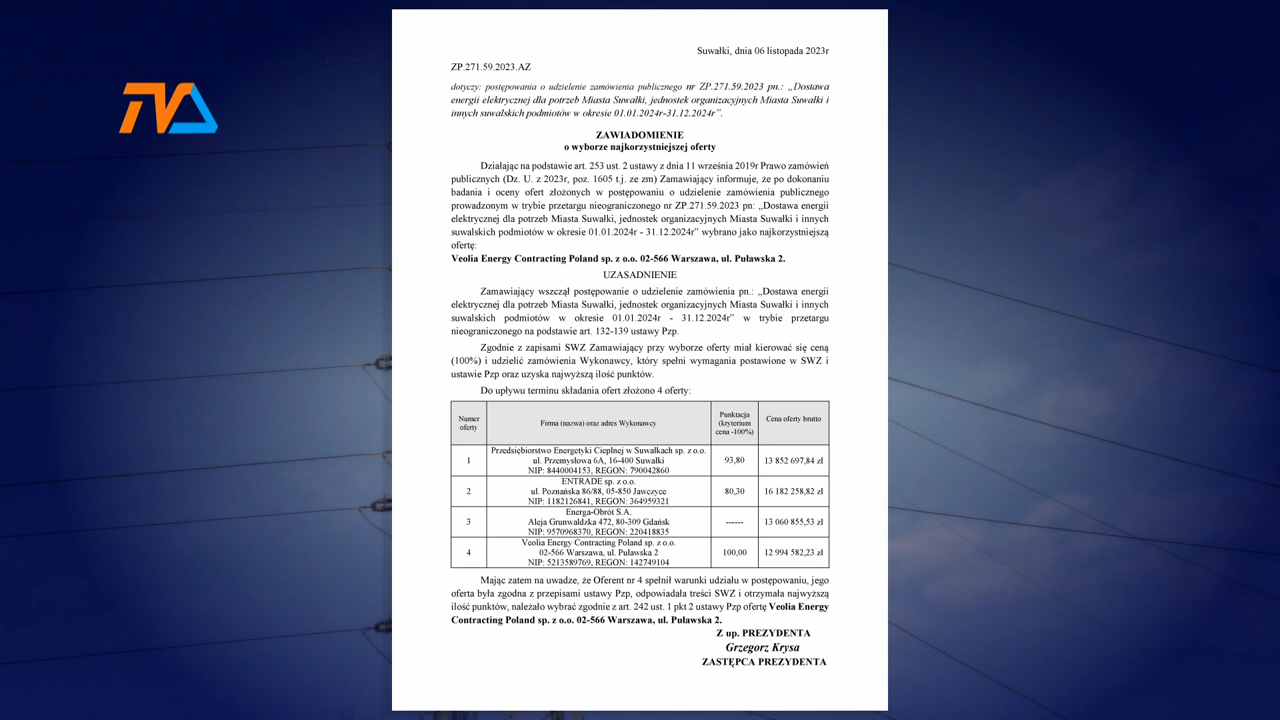 TVS
Suwałki, dnia 06 listopada 2023r
ZP.271.59.2023.AZ
dotyczy: postępowania o udzielenie zamówienia publicznego nr ZP.271.59.2023 pn.: „Dostawa
energii elektrycznej dla potrzeb Miasta Suwałki, jednostek organizacyjnych Miasta Suwałki i
innych suwalskich podmiotów w okresie 01.01.2024r-31.12.2024r”.
ZAWIADOMIENIE
o wyborze najkorzystniejszej oferty
Działając na podstawie art. 253 ust. 2 ustawy z dnia 11 września 2019r Prawo zamówień
publicznych (Dz. U. z 2023r, poz. 1605 t.j. ze zm) Zamawiający informuje, że po dokonaniu
badania i oceny ofert złożonych w postępowaniu o udzielenie zamówienia publicznego
prowadzonym w trybie przetargu nieograniczonego nr ZP.271.59.2023 pn: „Dostawa energii
elektrycznej dla potrzeb Miasta Suwałki, jednostek organizacyjnych Miasta Suwałki i innych
suwalskich podmiotów w okresie 01.01.2024r - 31.12.2024r” wybrano jako najkorzystniejszą
ofertę:
Veolia Energy Contracting Poland sp. z o.o. 02-566 Warszawa, ul. Puławska 2.
UZASADNIENIE
Zamawiający wszczął postępowanie o udzielenie zamówienia pn.: „Dostawa energii
elektrycznej dla potrzeb Miasta Suwałki, jednostek organizacyjnych Miasta Suwałki i innych
suwalskich podmiotów w okresie 01.01.2024r - 31.12.2024r” w trybie przetargu
nieograniczonego na podstawie art. 132-139 ustawy Pzp.
Zgodnie z zapisami SWZ Zamawiający przy wyborze oferty miał kierować się ceną
(100%) i udzielić zamówienia Wykonawcy, który spełni wymagania postawione w SWZ i
ustawie Pzp oraz uzyska najwyższą ilość punktów.
Do upływu terminu składania ofert złożono 4 oferty:
Numer oferty
Firma (nazwa) oraz adres Wykonawcy
Punktacja (kryterium cena -100%)
Cena oferty brutto
1
Przedsiębiorstwo Energetyki Cieplnej w Suwałkach sp. z o.o.
ul. Przemysłowa 6A, 16-400 Suwałki
NIP: 8440004153, REGON: 790042860
93,80
13 852 697,84 zł
2
ENTRADE sp. z o.o.
ul. Poznańska 86/88, 05-850 Jawczyce
NIP: 1182126841, REGON: 364959321
80,30
16 182 258,82 zł
3
Energa-Obrót S.A.
Aleja Grunwaldzka 472, 80-309 Gdańsk
NIP: 9570968370, REGON: 220418835
------
13 060 855,53 zł
4
Veolia Energy Contracting Poland sp. z o.o.
02-566 Warszawa, ul. Puławska 2
NIP: 5213589769, REGON: 142749104
100,00
12 994 582,23 zł
Mając zatem na uwadze, że Oferent nr 4 spełnił warunki udziału w postępowaniu, jego
oferta była zgodna z przepisami ustawy Pzp, odpowiadała treści SWZ i otrzymała najwyższą
ilość punktów, należało wybrać zgodnie z art. 242 ust. 1 pkt 2 ustawy Pzp ofertę Veolia Energy
Contracting Poland sp. z o.o. 02-566 Warszawa, ul. Puławska 2.
Z up. PREZYDENTA
Grzegorz Krysa
ZASTĘPCA PREZYDENTA